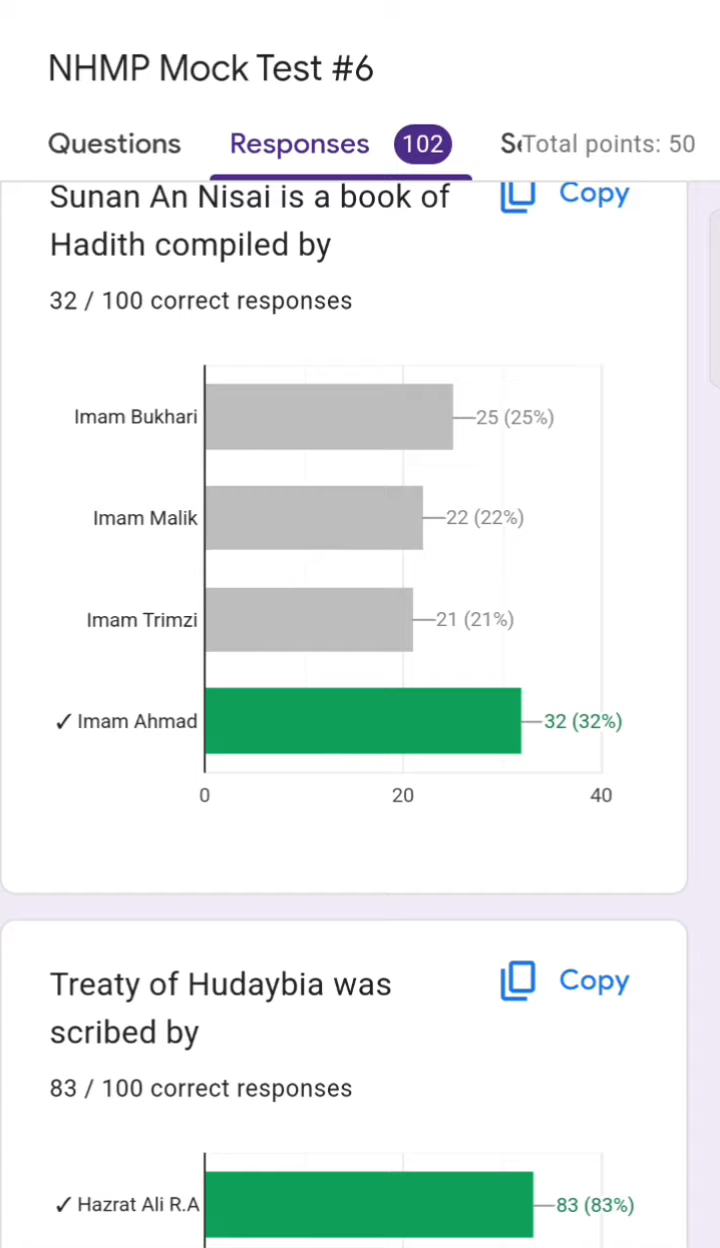 NHMP Mock Test #6
Questions Responses 102 Total points: 50
Sunan An Nisai is a book of Copy
Hadith compiled by
32 / 100 correct responses
Imam Bukhari 25 (25%)
Imam Malik 22 (22%)
Imam Trimzi 21 (21%)
✓ Imam Ahmad 32 (32%)
0 20 40
Treaty of Hudaybia was Copy
scribed by
83 / 100 correct responses
✓ Hazrat Ali R.A 83 (83%)